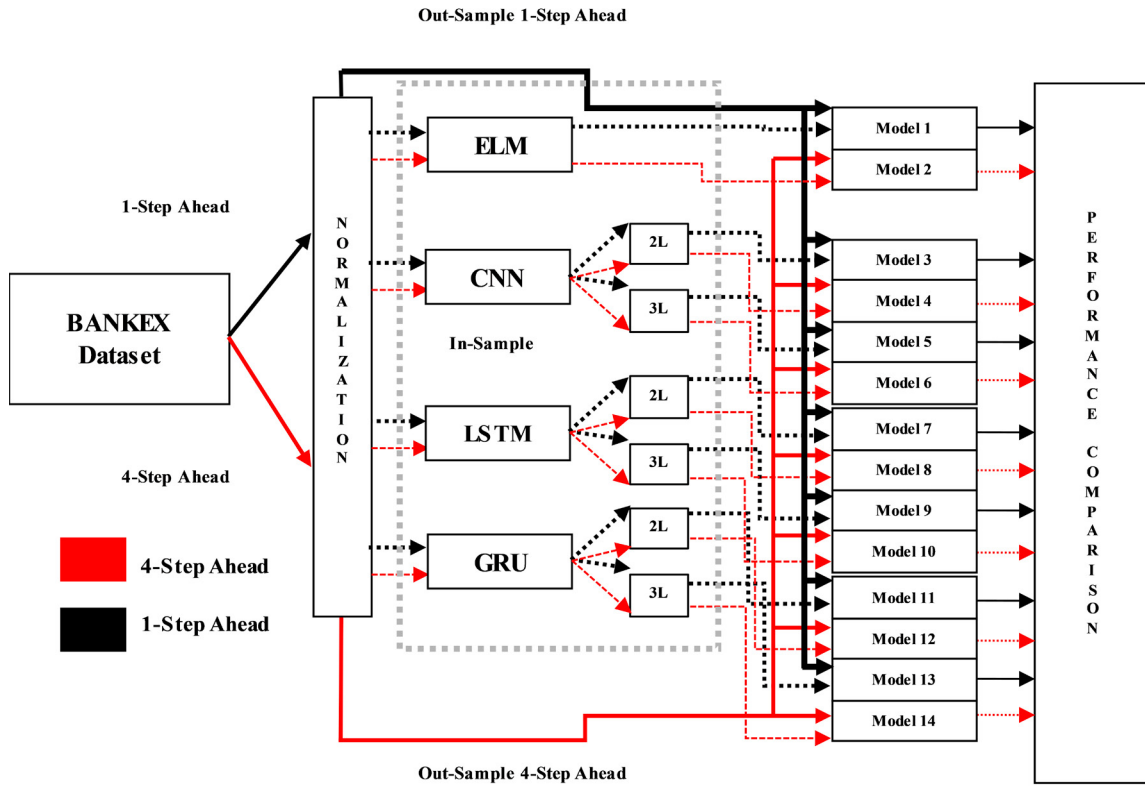 Out-Sample 1-Step Ahead
1-Step Ahead
BANKEX
Dataset
4-Step Ahead
4-Step Ahead
1-Step Ahead
NORMALIZATION
ELM
CNN
2L
3L
In-Sample
LSTM
2L
3L
GRU
2L
3L
Model 1
Model 2
Model 3
Model 4
Model 5
Model 6
Model 7
Model 8
Model 9
Model 10
Model 11
Model 12
Model 13
Model 14
PERFORMANCE COMPARISON
Out-Sample 4-Step Ahead